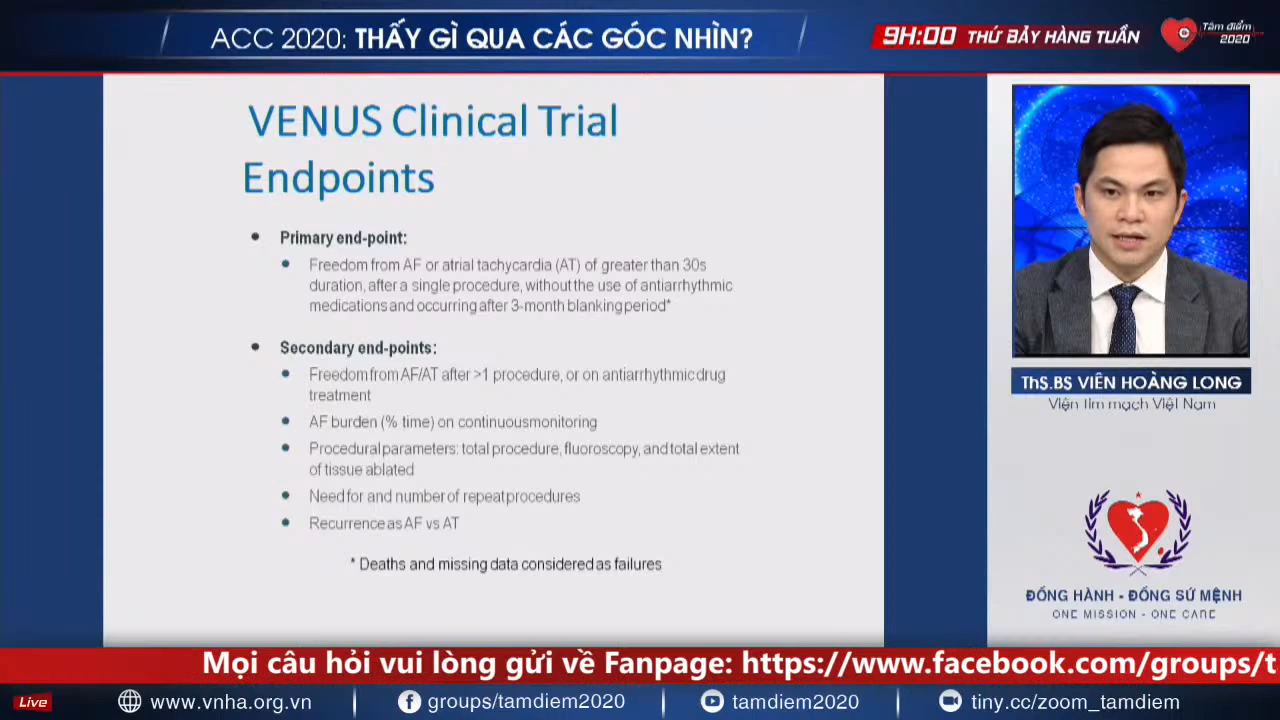 ACC 2020: THẤY GÌ QUA CÁC GÓC NHÌN?
9H:00 THỨ BẢY HÀNG TUẦN
Tâm điểm
2020
VENUS Clinical Trial
Endpoints
Primary end-point:
Freedom from AF or atrial tachycardia (AT) of greater than 30s
duration, after a single procedure, without the use of antiarrhythmic
medications and occurring after 3-month blanking period*
Secondary end-points:
Freedom from AF/AT after >1 procedure, or on antiarrhythmic drug
treatment
AF burden (% time) on continuousmonitoring
Procedural parameters: total procedure, fluoroscopy, and total extent
of tissue ablated
Need for and number of repeat procedures
Recurrence as AF vs AT
* Deaths and missing data considered as failures
ThS.BS VIÊN HOÀNG LONG
Viện tim mạch Việt Nam
ĐỒNG HÀNH - ĐỒNG SỨ MỆNH
ONE MISSION - ONE CARE
Mọi câu hỏi vui lòng gửi về Fanpage: https://www.facebook.com/groups/t
Live
www.vnha.org.vn
groups/tamdiem2020
tamdiem2020
tiny.cc/zoom_tamdiem